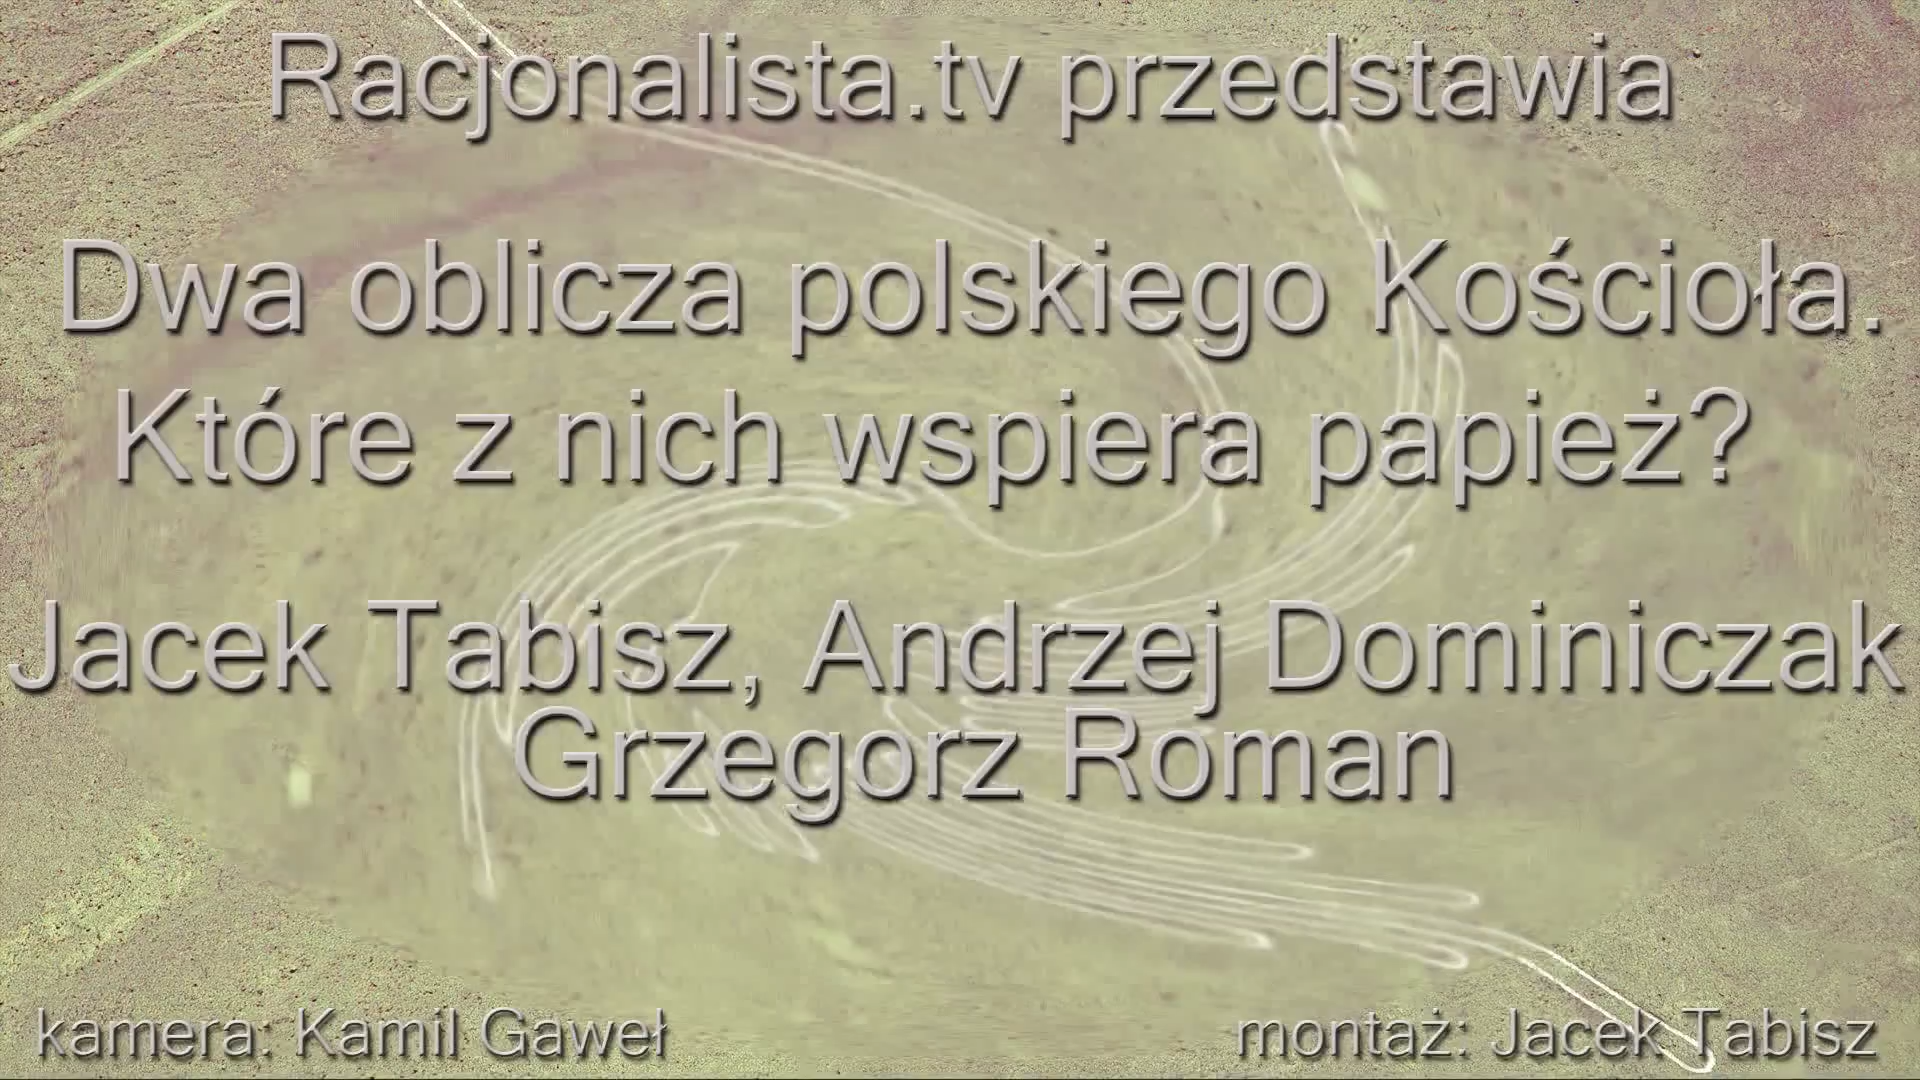 Racjonalista.tv przedstawia
Dwa oblicza polskiego Kościoła.
Które z nich wspiera papież?
Jacek Tabisz, Andrzej Dominiczak
Grzegorz Roman
kamera: Kamil Gaweł
montaż: Jacek Tabisz